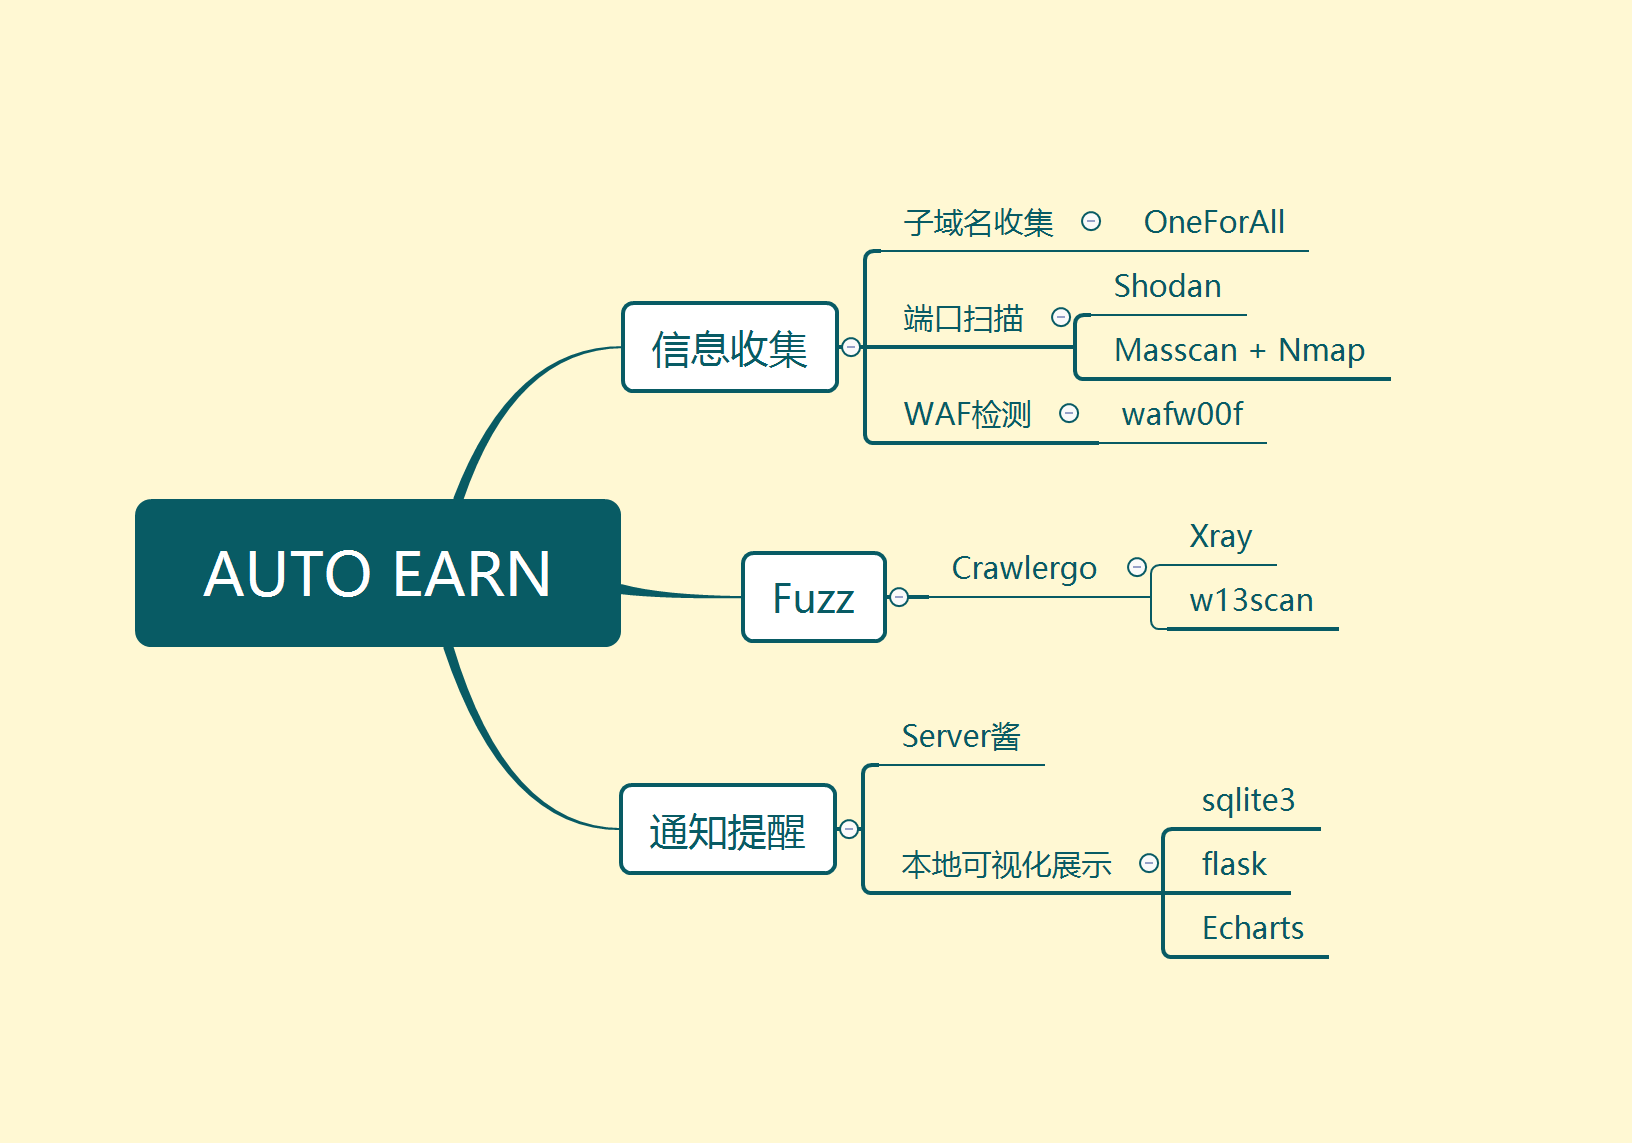 AUTO EARN
信息收集
子域名收集
OneForAll
端口扫描
Shodan
Masscan + Nmap
WAF检测
wafw00f
Fuzz
Crawlergo
Xray
w13scan
通知提醒
Server酱
本地可视化展示
sqlite3
flask
Echarts